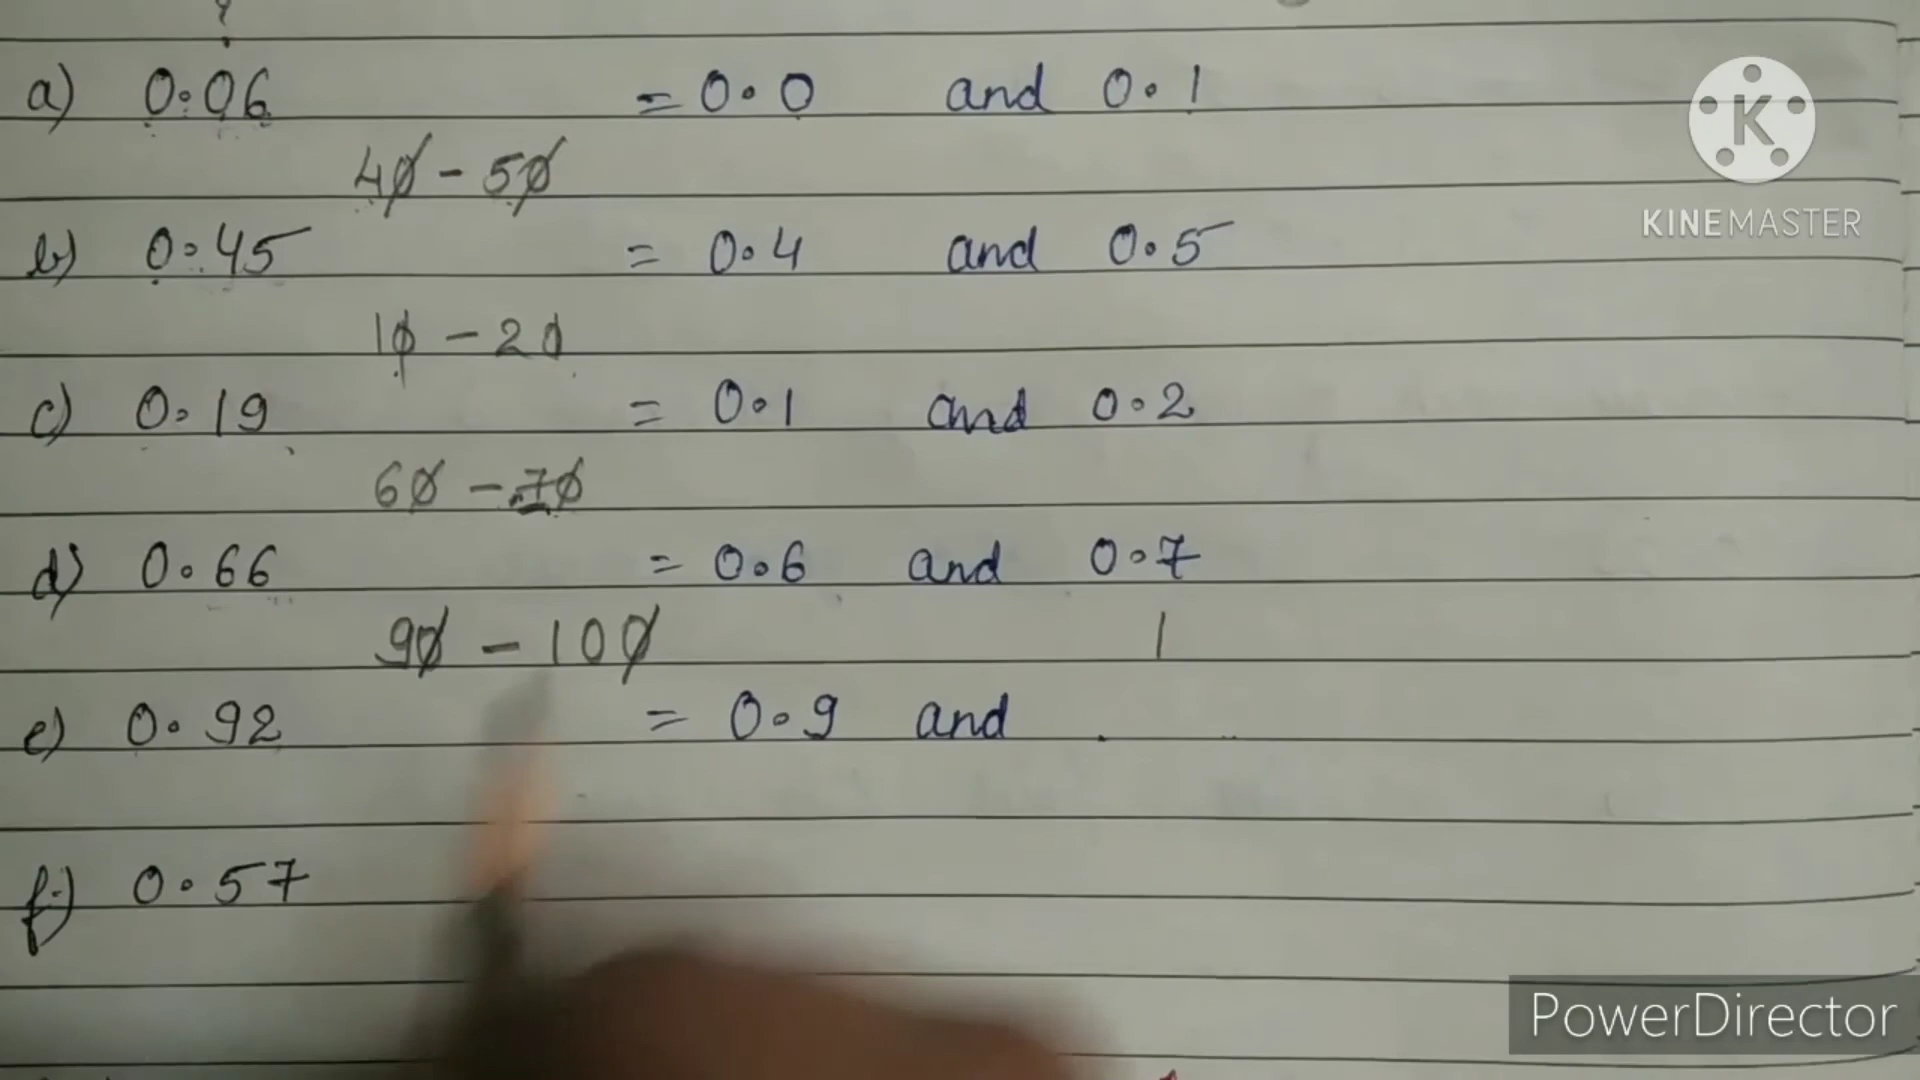 a) 0.06 = 0.0 and 0.1
40 - 50
b) 0.45 = 0.4 and 0.5
10 - 20
c) 0.19 = 0.1 and 0.2
60 - 70
d) 0.66 = 0.6 and 0.7
90 - 100 1
e) 0.92 = 0.9 and .
f) 0.57
K
KINEMASTER
PowerDirector